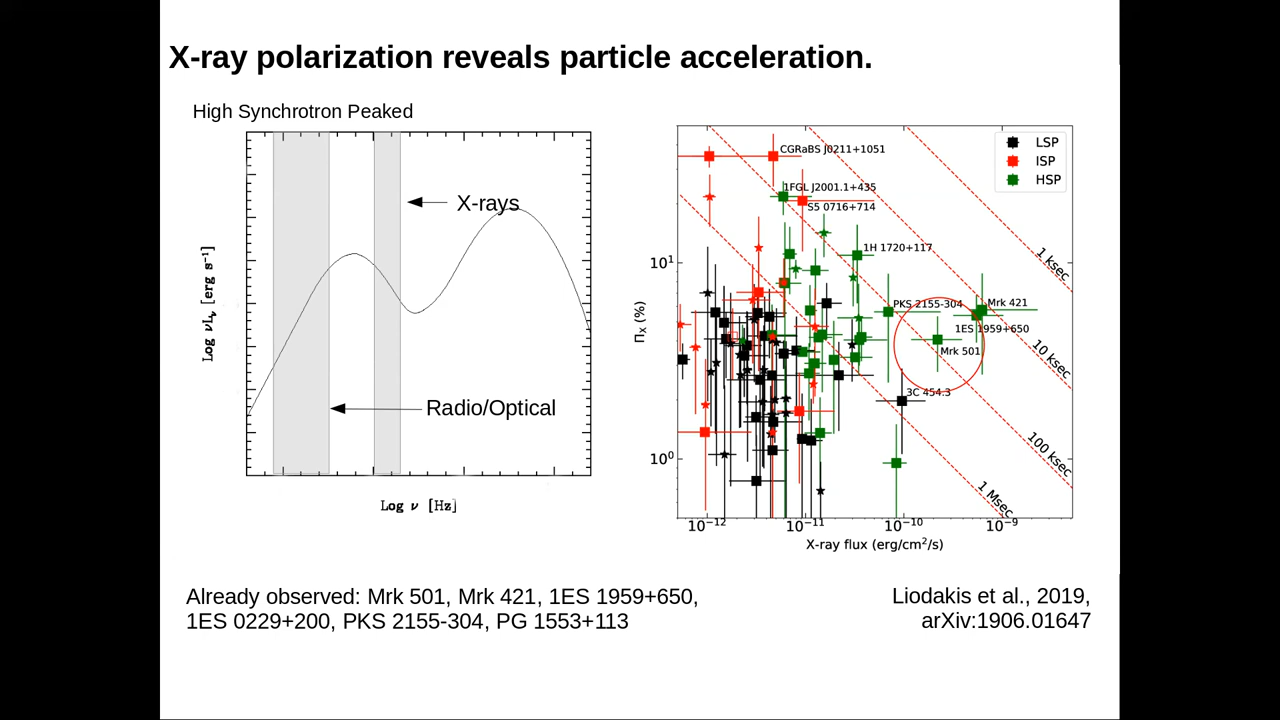 X-ray polarization reveals particle acceleration.
High Synchrotron Peaked
X-rays
Radio/Optical
Log νLν [erg s⁻¹]
Log ν [Hz]
LSP
ISP
HSP
CGRaBS J0211+1051
1FGL J2001.1+435
S5 0716+714
1H 1720+117
PKS 2155-304
Mrk 421
1ES 1959+650
Mrk 501
3C 454.3
1 ksec
10 ksec
100 ksec
1 Msec
10¹
10⁰
Πx (%)
10⁻¹² 10⁻¹¹ 10⁻¹⁰ 10⁻⁹
X-ray flux (erg/cm²/s)
Already observed: Mrk 501, Mrk 421, 1ES 1959+650,
1ES 0229+200, PKS 2155-304, PG 1553+113
Liodakis et al., 2019,
arXiv:1906.01647